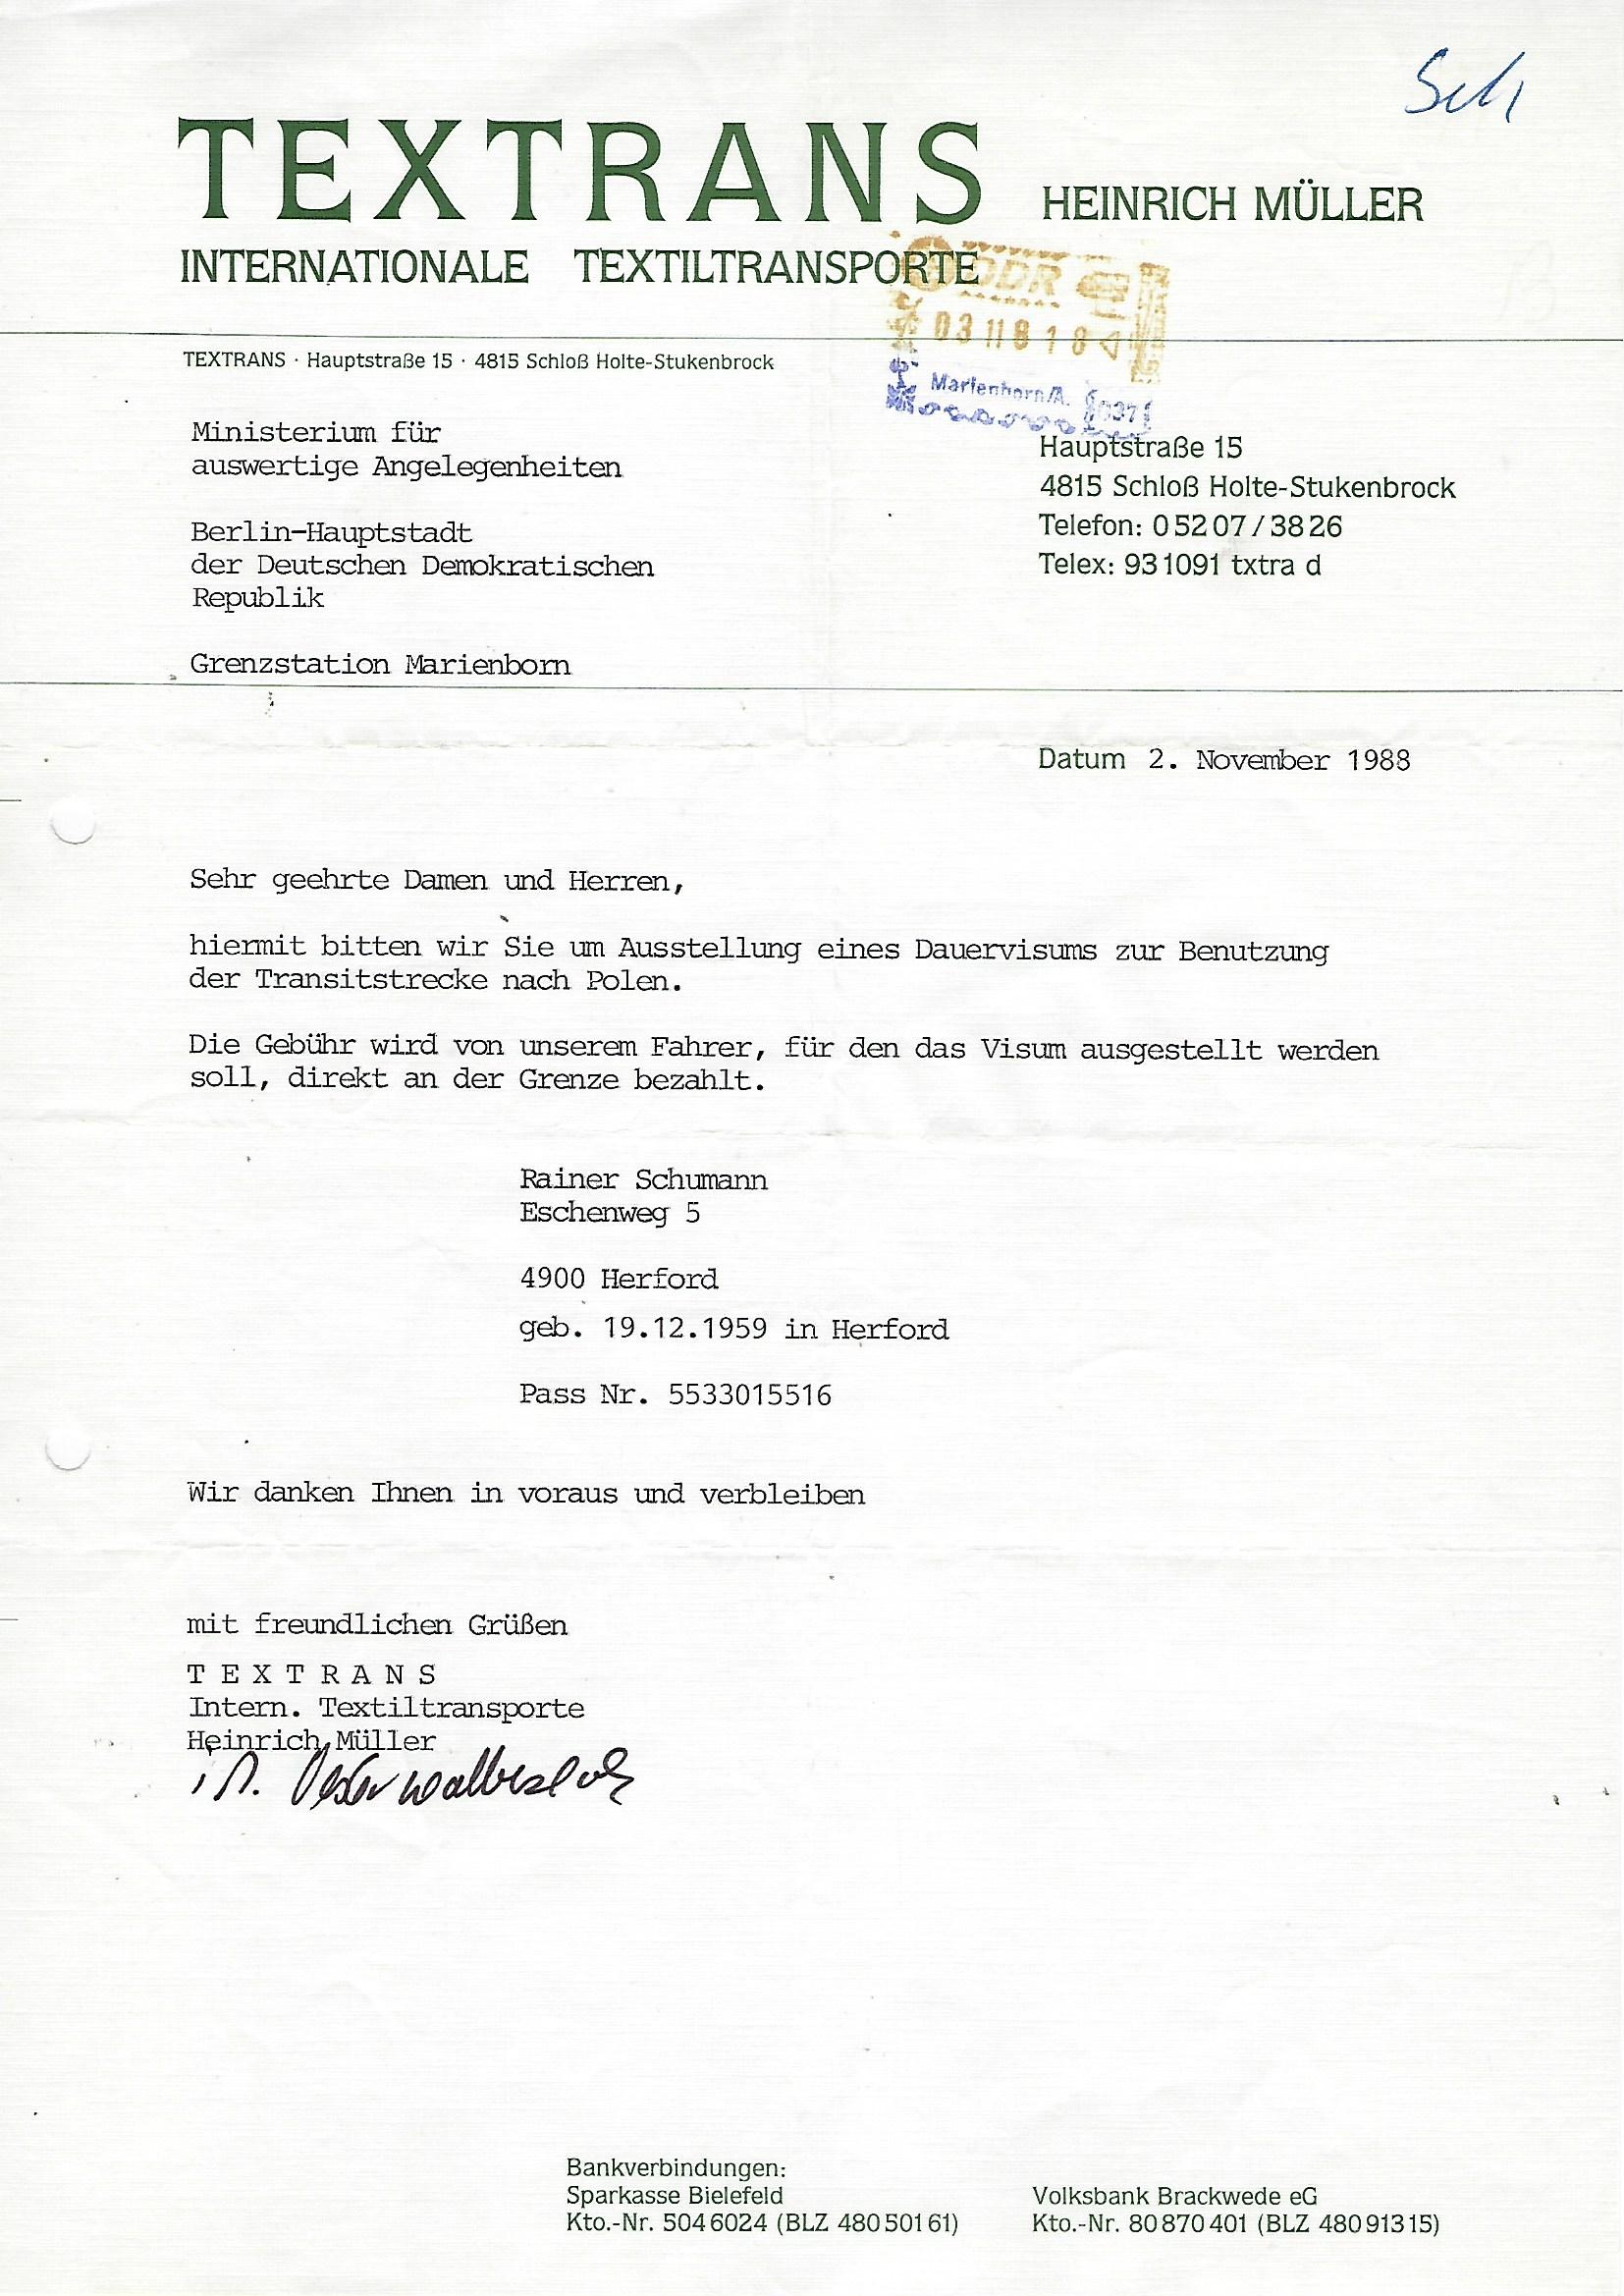 Sch
TEXTRANS HEINRICH MÜLLER
INTERNATIONALE TEXTILTRANSPORTE
DDR
03 11 8 1 8
Marienborn/A.
TEXTRANS · Hauptstraße 15 · 4815 Schloß Holte-Stukenbrock
Ministerium für
auswertige Angelegenheiten
Berlin-Hauptstadt
der Deutschen Demokratischen
Republik
Grenzstation Marienborn
Hauptstraße 15
4815 Schloß Holte-Stukenbrock
Telefon: 05207/3826
Telex: 931091 txtra d
Datum 2. November 1988
Sehr geehrte Damen und Herren,
hiermit bitten wir Sie um Ausstellung eines Dauervisums zur Benutzung
der Transitstrecke nach Polen.
Die Gebühr wird von unserem Fahrer, für den das Visum ausgestellt werden
soll, direkt an der Grenze bezahlt.
Rainer Schumann
Eschenweg 5
4900 Herford
geb. 19.12.1959 in Herford
Pass Nr. 5533015516
Wir danken Ihnen in voraus und verbleiben
mit freundlichen Grüßen
T E X T R A N S
Intern. Textiltransporte
Heinrich Müller
Bankverbindungen:
Sparkasse Bielefeld
Kto.-Nr. 5046024 (BLZ 48050161)
Volksbank Brackwede eG
Kto.-Nr. 80870401 (BLZ 48091315)